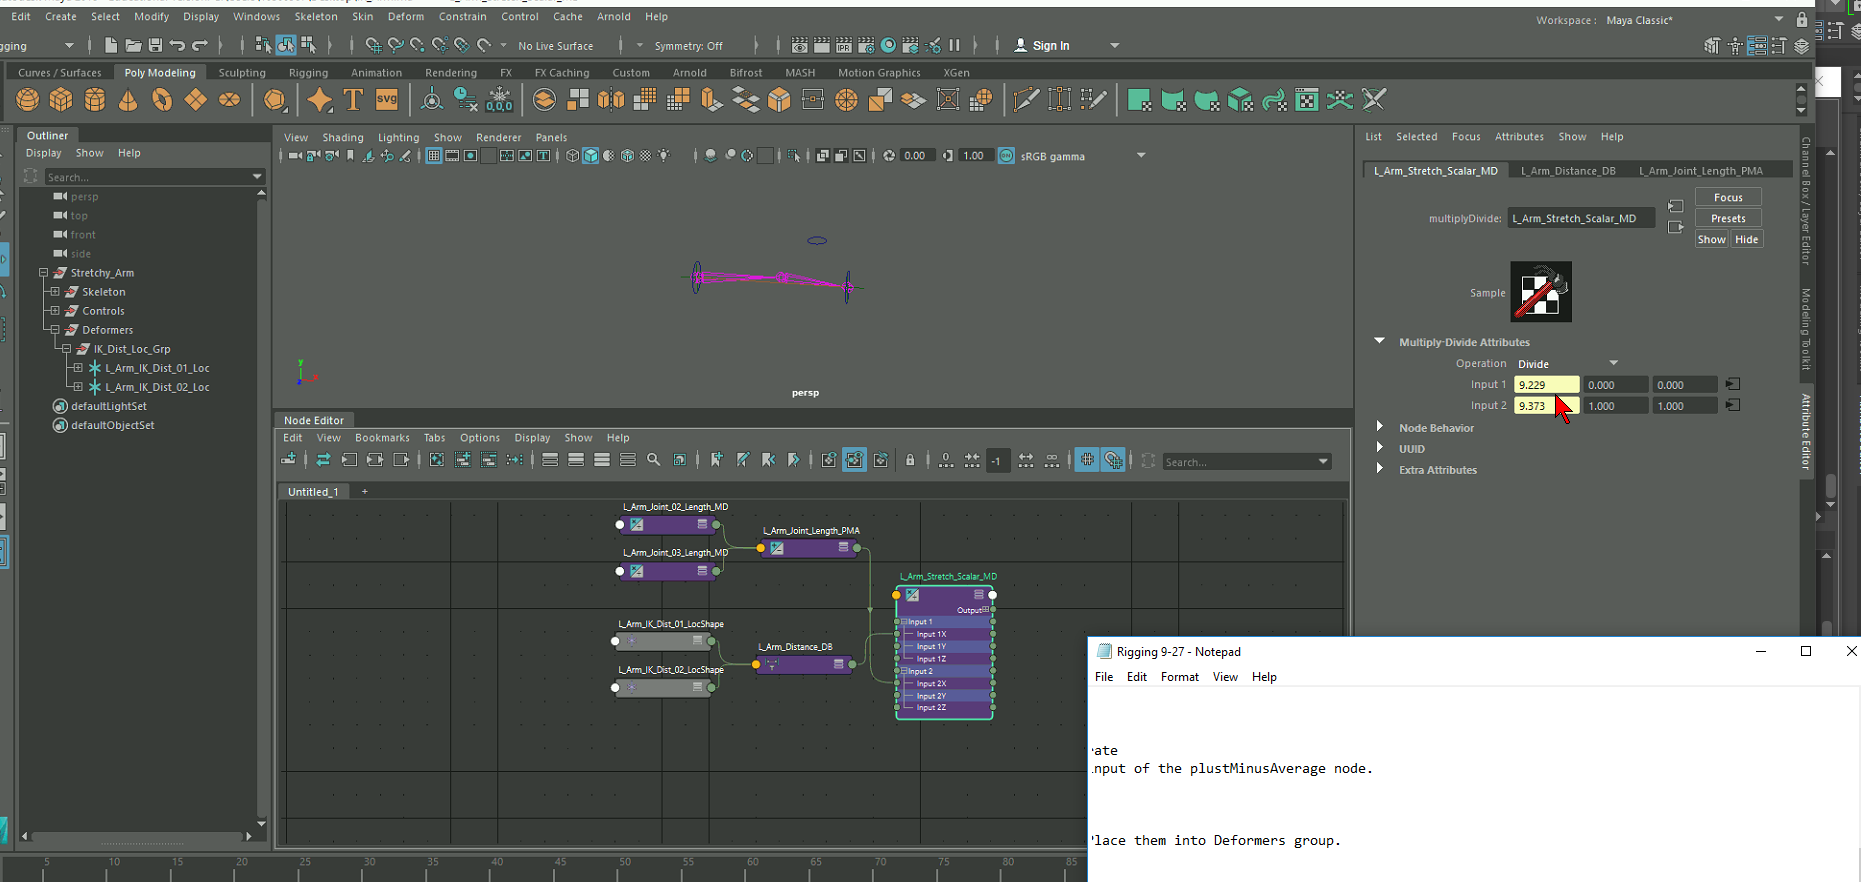 Edit Create Select Modify Display Windows Skeleton Skin Deform Constrain Control Cache Arnold Help
Workspace : Maya Classic*
gging No Live Surface Symmetry: Off Sign In
Curves / Surfaces Poly Modeling Sculpting Rigging Animation Rendering FX FX Caching Custom Arnold Bifrost MASH Motion Graphics XGen
SVG
0,0,0
Outliner
Display Show Help
Search...
persp
top
front
side
Stretchy_Arm
Skeleton
Controls
Deformers
IK_Dist_Loc_Grp
L_Arm_IK_Dist_01_Loc
L_Arm_IK_Dist_02_Loc
defaultLightSet
defaultObjectSet
View Shading Lighting Show Renderer Panels
0.00 1.00 sRGB gamma
persp
Node Editor
Edit View Bookmarks Tabs Options Display Show Help
-1
Search...
Untitled_1 +
L_Arm_Joint_02_Length_MD
L_Arm_Joint_Length_PMA
L_Arm_Joint_03_Length_MD
L_Arm_Stretch_Scalar_MD
Output
Input 1
Input 1X
Input 1Y
Input 1Z
Input 2
Input 2X
Input 2Y
Input 2Z
L_Arm_IK_Dist_01_LocShape
L_Arm_Distance_DB
L_Arm_IK_Dist_02_LocShape
List Selected Focus Attributes Show Help
L_Arm_Stretch_Scalar_MD L_Arm_Distance_DB L_Arm_Joint_Length_PMA
multiplyDivide: L_Arm_Stretch_Scalar_MD
Focus
Presets
Show Hide
Sample
Multiply-Divide Attributes
Operation Divide
Input 1 9.229 0.000 0.000
Input 2 9.373 1.000 1.000
Node Behavior
UUID
Extra Attributes
Channel Box / Layer Editor
Modeling Toolkit
Attribute Editor
Rigging 9-27 - Notepad
File Edit Format View Help
rate
input of the plustMinusAverage node.
Place them into Deformers group.
5 10 15 20 25 30 35 40 45 50 55 60 65 70 75 80 85